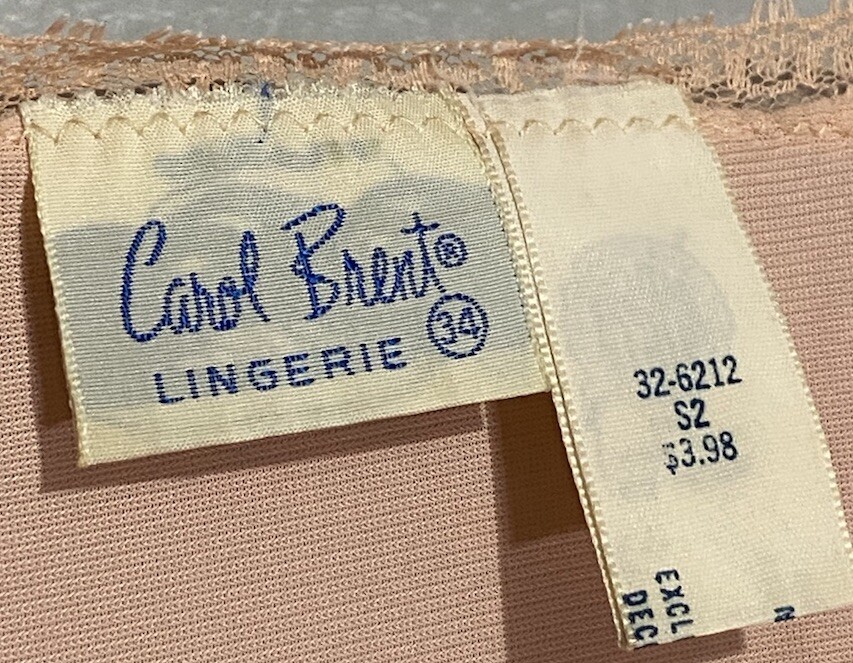 Carol Brent®
LINGERIE 34
32-6212
S2
$3.98
EXCL
DEC